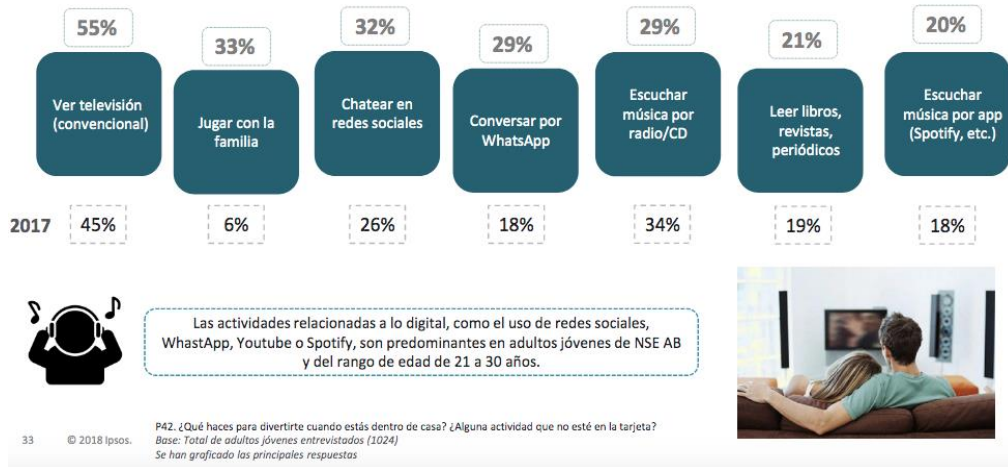 55%
33%
32%
29%
29%
21%
20%
Ver televisión
(convencional)
Jugar con la
familia
Chatear en
redes sociales
Conversar por
WhatsApp
Escuchar
música por
radio/CD
Leer libros,
revistas,
periódicos
Escuchar
música por app
(Spotify, etc.)
2017 45% 6% 26% 18% 34% 19% 18%
Las actividades relacionadas a lo digital, como el uso de redes sociales,
WhastApp, Youtube o Spotify, son predominantes en adultos jóvenes de NSE AB
y del rango de edad de 21 a 30 años.
P42. ¿Qué haces para divertirte cuando estás dentro de casa? ¿Alguna actividad que no esté en la tarjeta?
33 © 2018 Ipsos. Base: Total de adultos jóvenes entrevistados (1024)
Se han graficado las principales respuestas